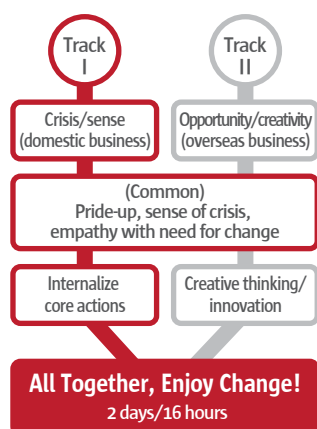 Track
I
Track
II
Crisis/sense
(domestic business)
Opportunity/creativity
(overseas business)
(Common)
Pride-up, sense of crisis,
empathy with need for change
Internalize
core actions
Creative thinking/
innovation
All Together, Enjoy Change!
2 days/16 hours